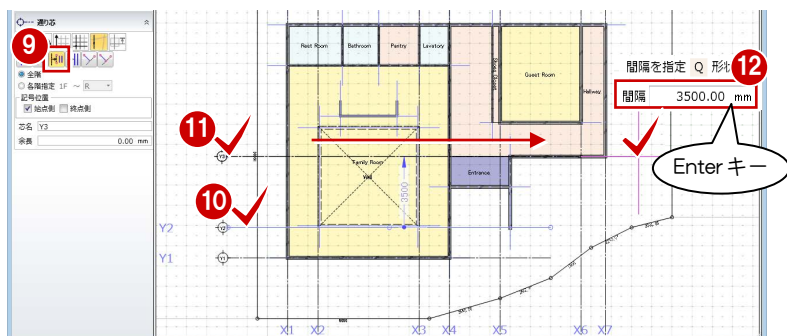 通り芯
9
全階
各階指定 1F ～ R
記号位置
始点側 終点側
芯名 Y3
余長 0.00 mm
Rest Room
Bathroom
Pantry
Lavatory
Guest Room
Hallway
間隔を指定 Q
12
間隔 3500.00 mm
Enter キー
11
Y3
Family Room
Entrance
3500
10
Y2
Y2
Y1
Y1
X1 X2 X3 X4 X5 X6 X7